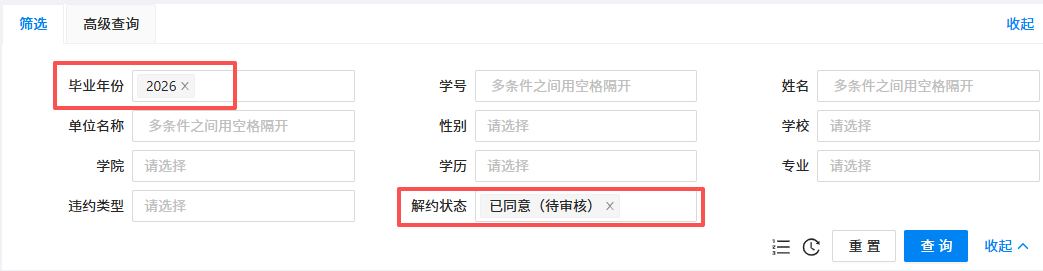 筛选 高级查询 收起
毕业年份 2026 × 学号 多条件之间用空格隔开 姓名 多条件之间用空格隔开
单位名称 多条件之间用空格隔开 性别 请选择 学校 请选择
学院 请选择 学历 请选择 专业 请选择
违约类型 请选择 解约状态 已同意（待审核） ×
重 置 查 询 收起